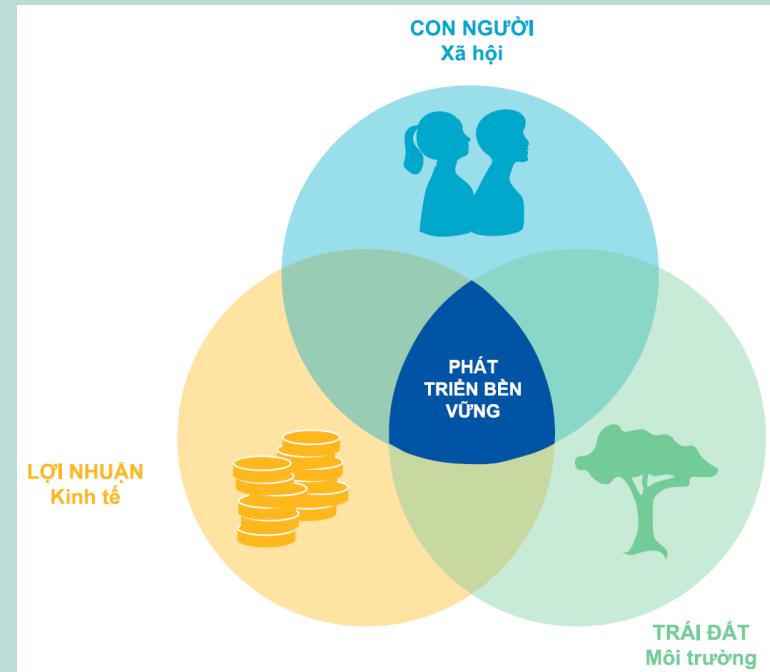 CON NGƯỜI
Xã hội
PHÁT
TRIỂN BỀN
VỮNG
LỢI NHUẬN
Kinh tế
TRÁI ĐẤT
Môi trường